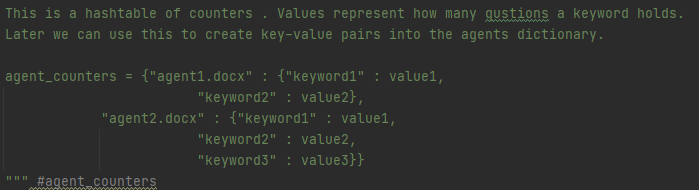 This is a hashtable of counters . Values represent how many qustions a keyword holds.
Later we can use this to create key-value pairs into the agents dictionary.
agent_counters = {"agent1.docx" : {"keyword1" : value1,
"keyword2" : value2},
"agent2.docx" : {"keyword1" : value1,
"keyword2" : value2,
"keyword3" : value3}}
""" #agent_counters